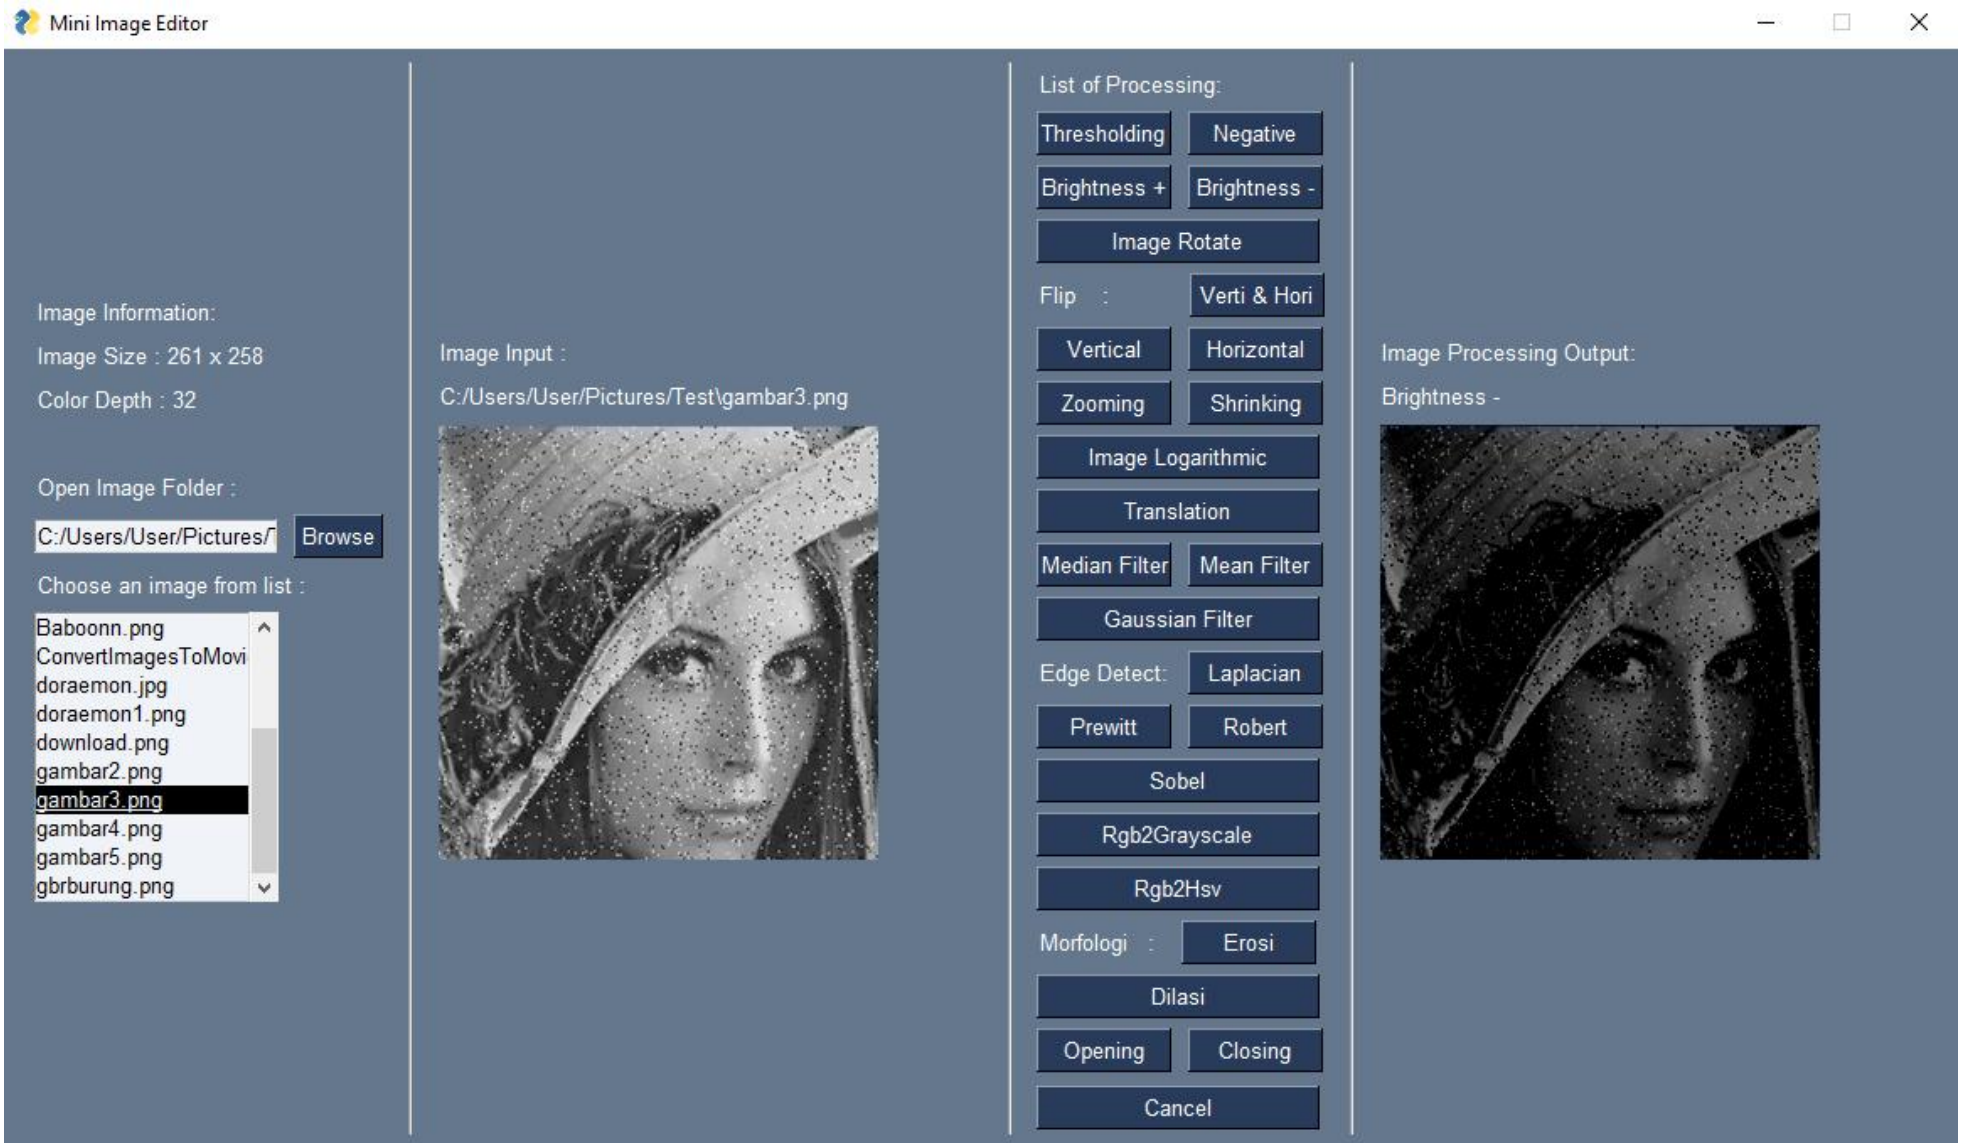 Mini Image Editor
Image Information:
Image Size : 261 x 258
Color Depth : 32
Open Image Folder :
C:/Users/User/Pictures/T
Browse
Choose an image from list :
Baboonn.png
ConvertImagesToMovi
doraemon.jpg
doraemon1.png
download.png
gambar2.png
gambar3.png
gambar4.png
gambar5.png
gbrburung.png
Image Input :
C:/Users/User/Pictures/Test\gambar3.png
List of Processing:
Thresholding Negative
Brightness + Brightness -
Image Rotate
Flip : Verti & Hori
Vertical Horizontal
Zooming Shrinking
Image Logarithmic
Translation
Median Filter Mean Filter
Gaussian Filter
Edge Detect: Laplacian
Prewitt Robert
Sobel
Rgb2Grayscale
Rgb2Hsv
Morfologi : Erosi
Dilasi
Opening Closing
Cancel
Image Processing Output:
Brightness -